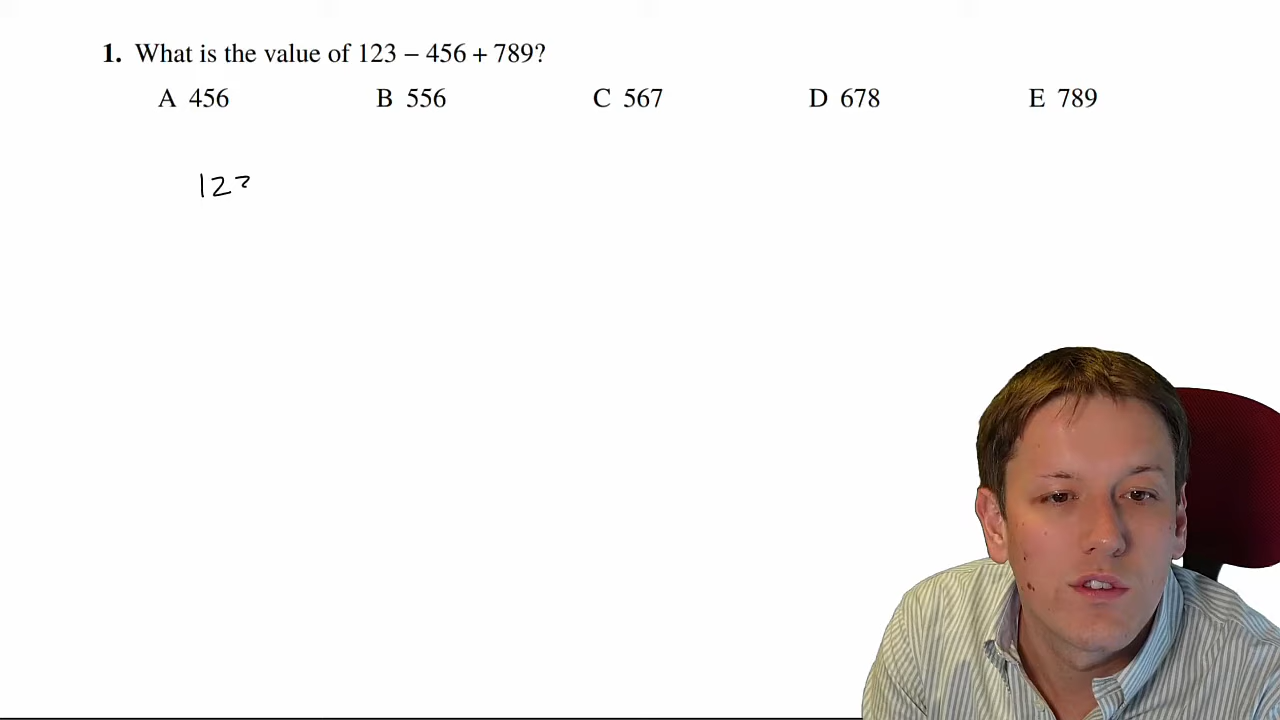 1. What is the value of 123 − 456 + 789?
A 456 B 556 C 567 D 678 E 789
12